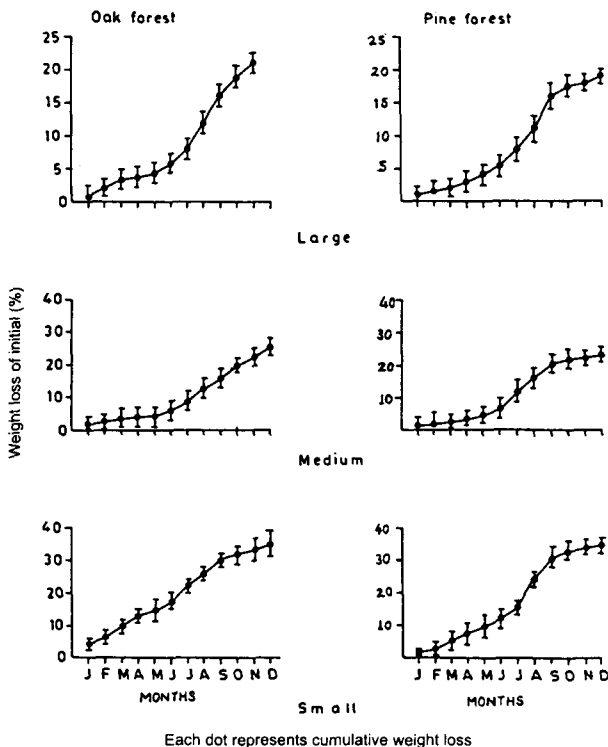 Oak forest
Pine forest
25
20
15
10
5
0
25
20
15
10
5
Large
40
30
20
10
0
40
30
20
10
Medium
40
30
20
10
0
40
30
20
10
J F M A M J J A S O N D
J F M A M J J A S O N D
MONTHS
MONTHS
Small
Weight loss of initial (%)
Each dot represents cumulative weight loss